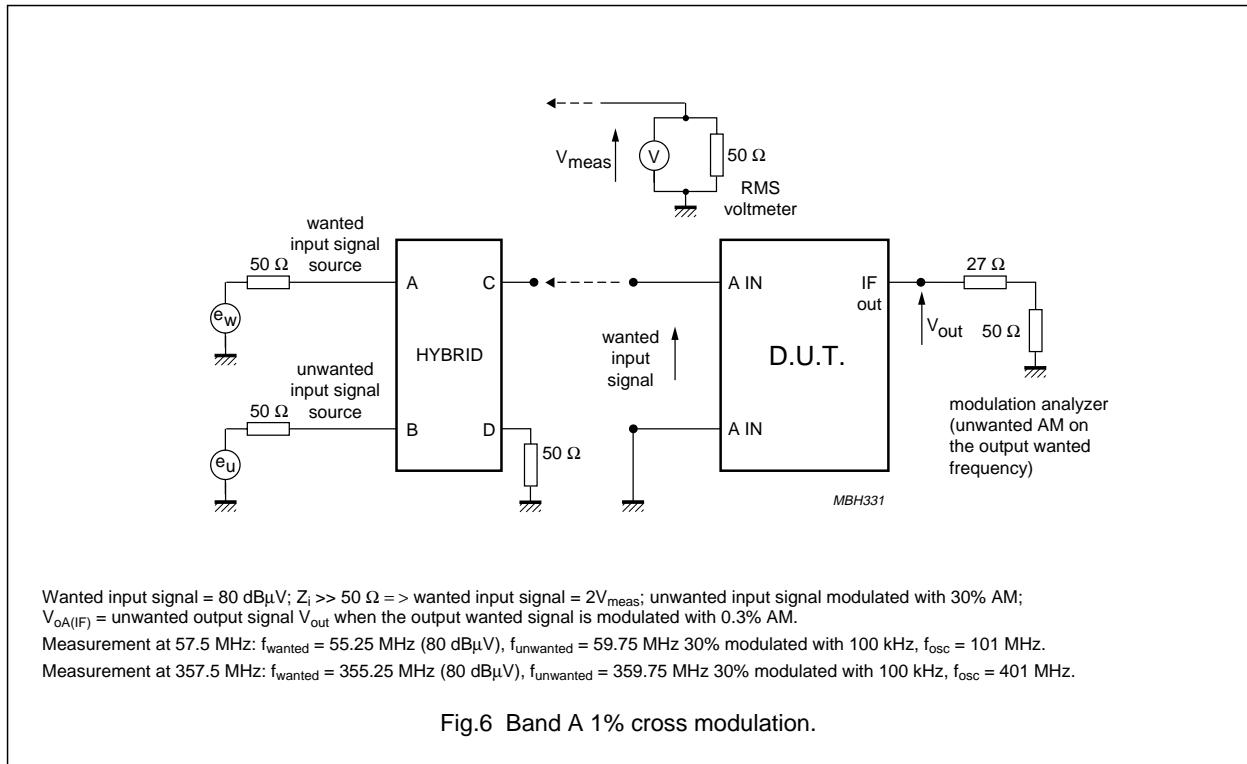 V_meas
V
50 Ω
RMS
voltmeter
wanted
input signal
source
50 Ω
e_w
A
C
HYBRID
unwanted
input signal
source
50 Ω
e_u
B
D
50 Ω
wanted
input
signal
A IN
IF
out
D.U.T.
A IN
V_out
27 Ω
50 Ω
modulation analyzer
(unwanted AM on
the output wanted
frequency)
MBH331
Wanted input signal = 80 dBµV; Z_i >> 50 Ω = > wanted input signal = 2V_meas; unwanted input signal modulated with 30% AM;
V_oA(IF) = unwanted output signal V_out when the output wanted signal is modulated with 0.3% AM.
Measurement at 57.5 MHz: f_wanted = 55.25 MHz (80 dBµV), f_unwanted = 59.75 MHz 30% modulated with 100 kHz, f_osc = 101 MHz.
Measurement at 357.5 MHz: f_wanted = 355.25 MHz (80 dBµV), f_unwanted = 359.75 MHz 30% modulated with 100 kHz, f_osc = 401 MHz.
Fig.6 Band A 1% cross modulation.